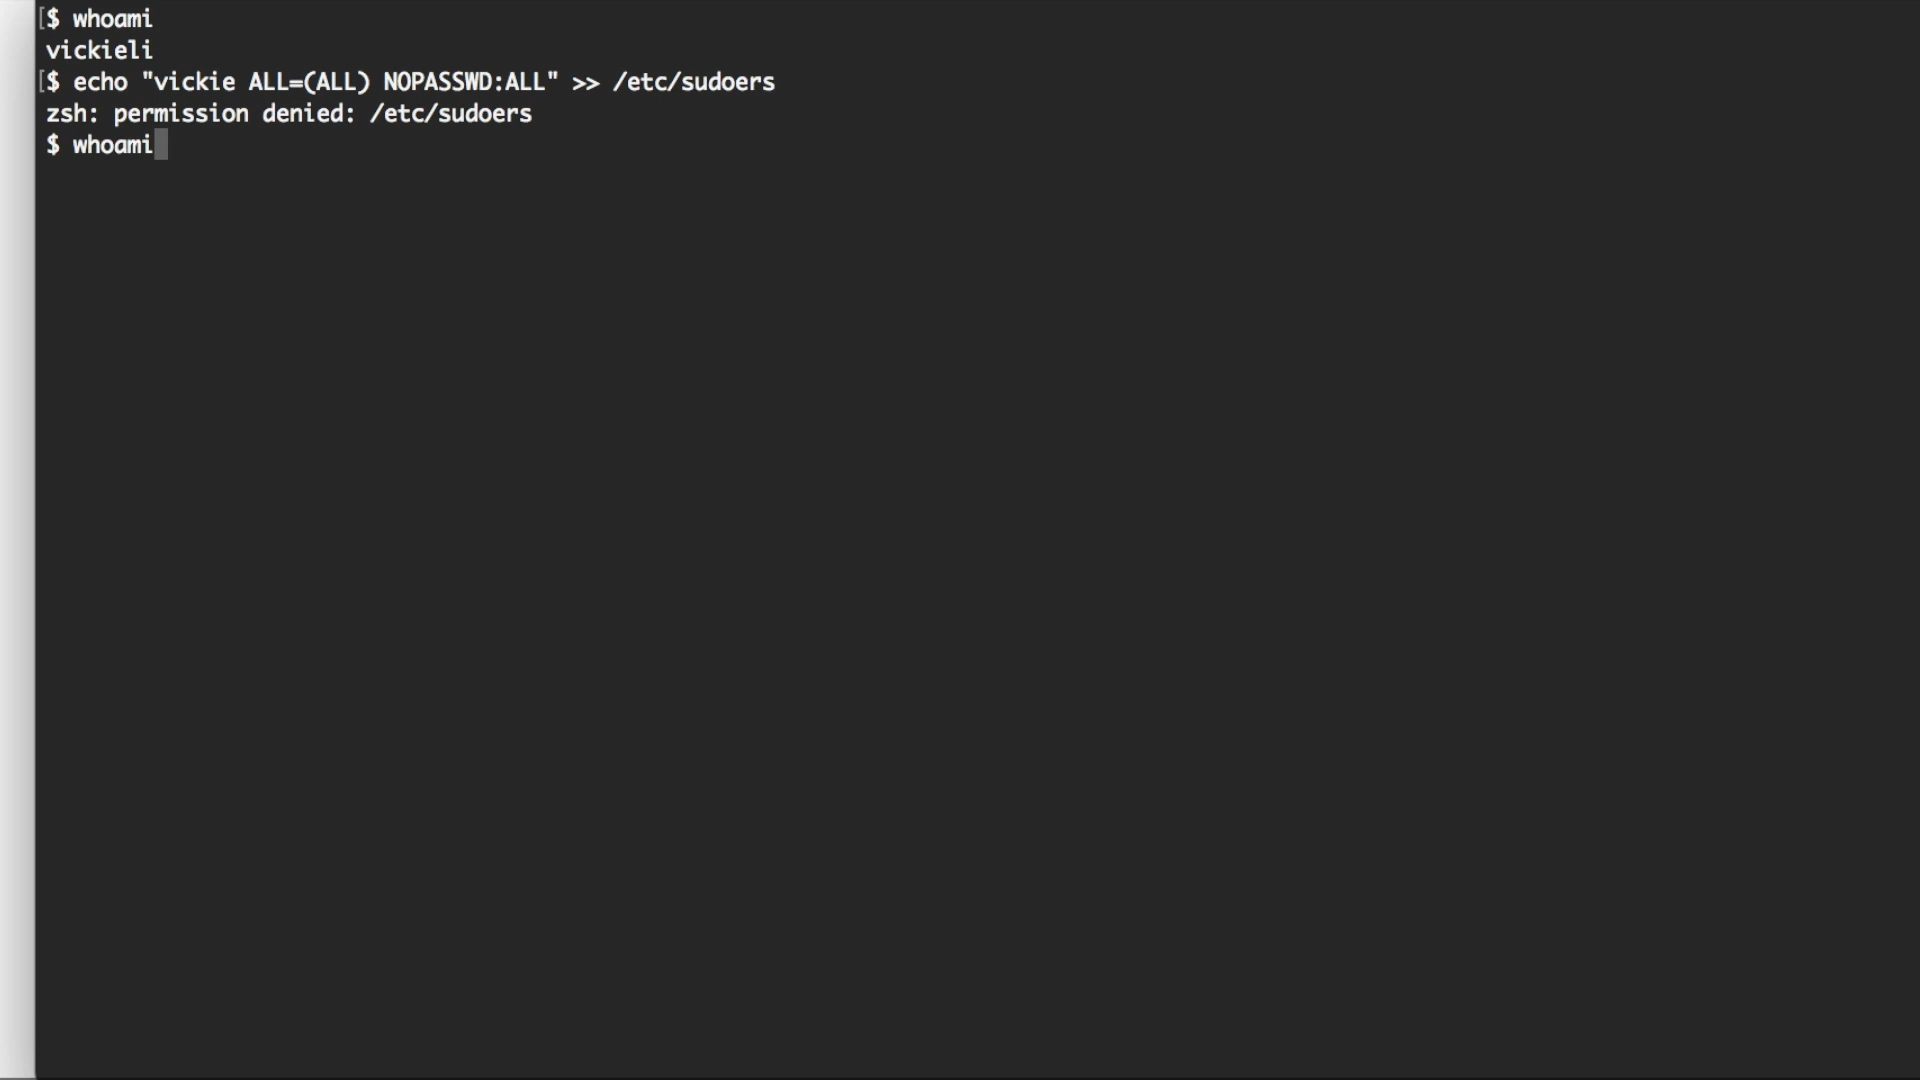 [$ whoami
vickieli
[$ echo "vickie ALL=(ALL) NOPASSWD:ALL" >> /etc/sudoers
zsh: permission denied: /etc/sudoers
$ whoami